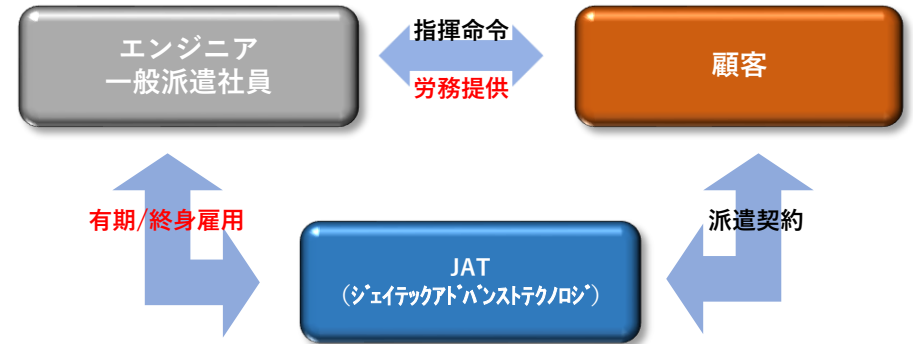 エンジニア
一般派遣社員
指揮命令
労務提供
顧客
有期/終身雇用
派遣契約
JAT
(ｼﾞｪｲﾃｯｸｱﾄﾞﾊﾞﾝｽﾄﾃｸﾉﾛｼﾞ)